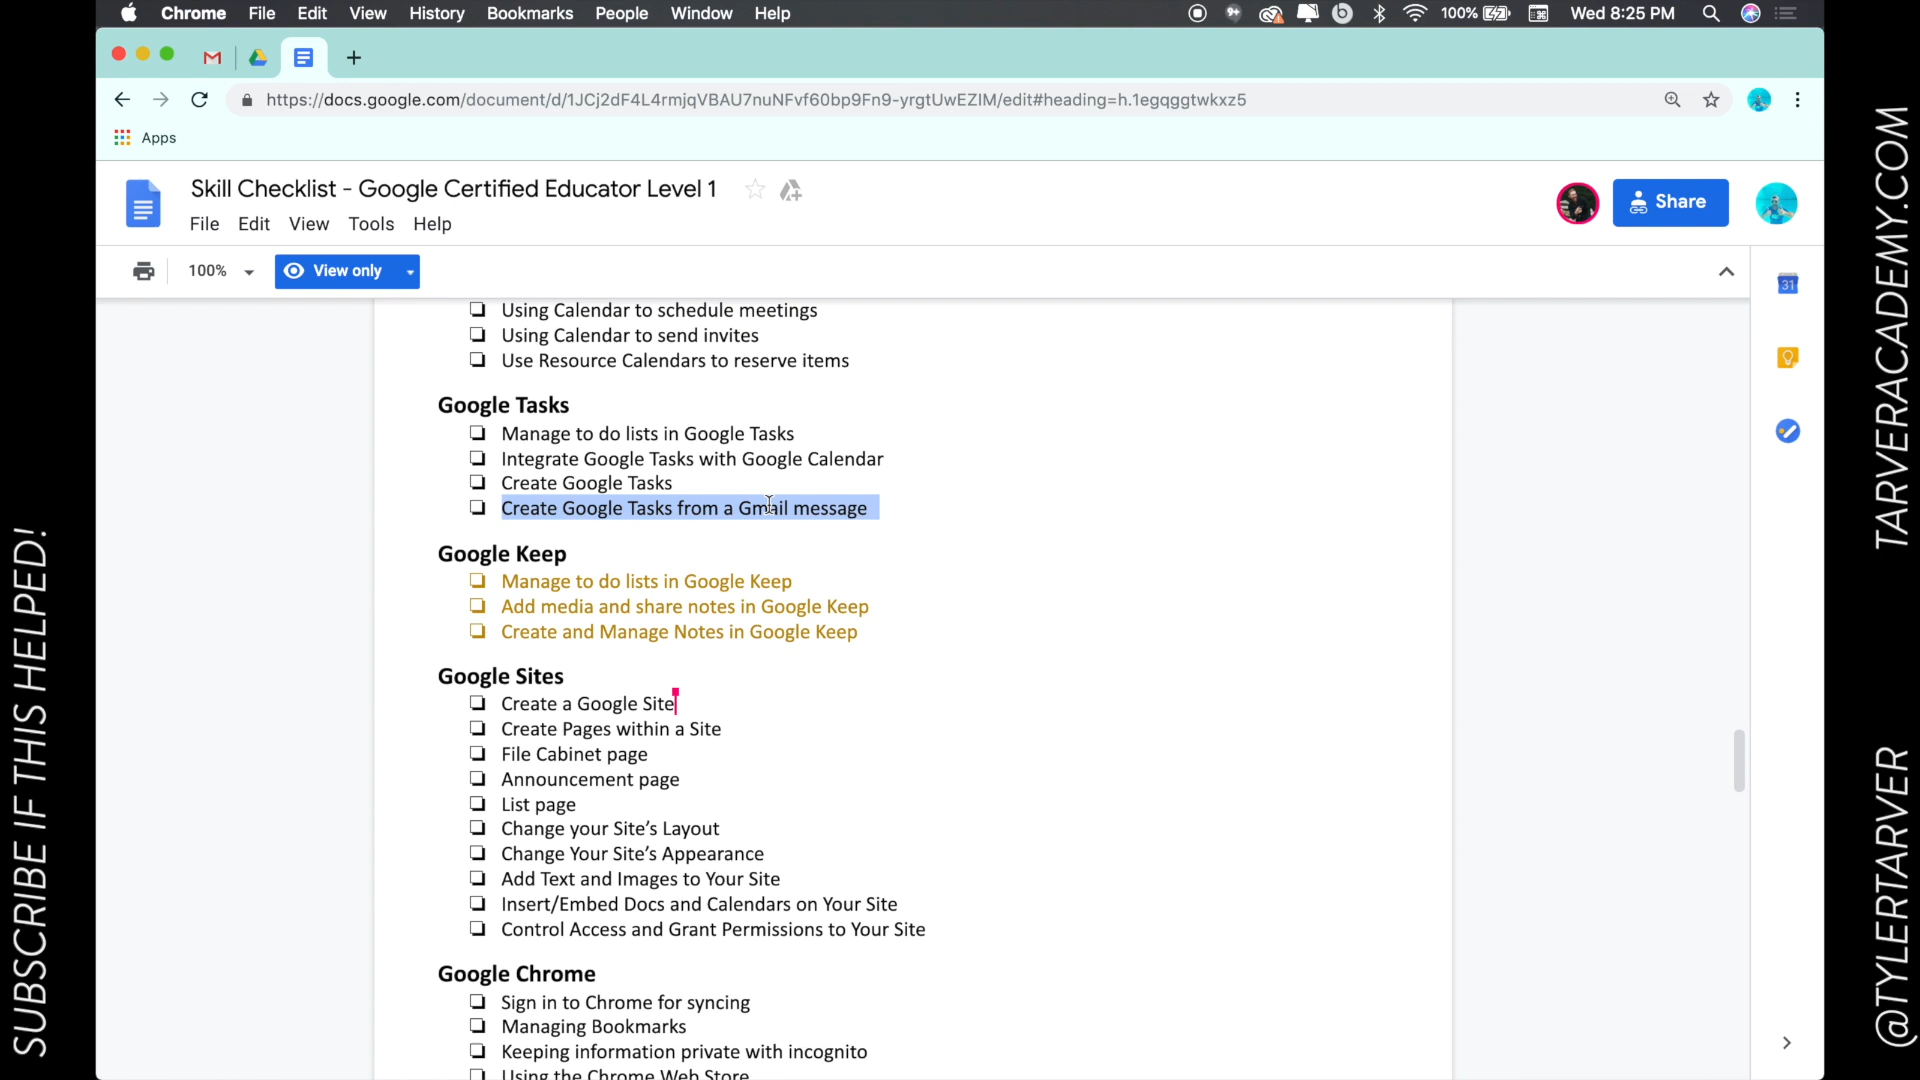 Chrome File Edit View History Bookmarks People Window Help
9+ 100% Wed 8:25 PM
https://docs.google.com/document/d/1JCj2dF4L4rmjqVBAU7nuNFvf60bp9Fn9-yrgtUwEZIM/edit#heading=h.1egqggtwkxz5
Apps
Skill Checklist - Google Certified Educator Level 1
Share
File Edit View Tools Help
100% View only
31
Using Calendar to schedule meetings
Using Calendar to send invites
Use Resource Calendars to reserve items
Google Tasks
Manage to do lists in Google Tasks
Integrate Google Tasks with Google Calendar
Create Google Tasks
Create Google Tasks from a Gmail message
Google Keep
Manage to do lists in Google Keep
Add media and share notes in Google Keep
Create and Manage Notes in Google Keep
Google Sites
Create a Google Site
Create Pages within a Site
File Cabinet page
Announcement page
List page
Change your Site's Layout
Change Your Site's Appearance
Add Text and Images to Your Site
Insert/Embed Docs and Calendars on Your Site
Control Access and Grant Permissions to Your Site
Google Chrome
Sign in to Chrome for syncing
Managing Bookmarks
Keeping information private with incognito
Using the Chrome Web Store
SUBSCRIBE IF THIS HELPED!
TARVERACADEMY.COM
@TYLERTARVER